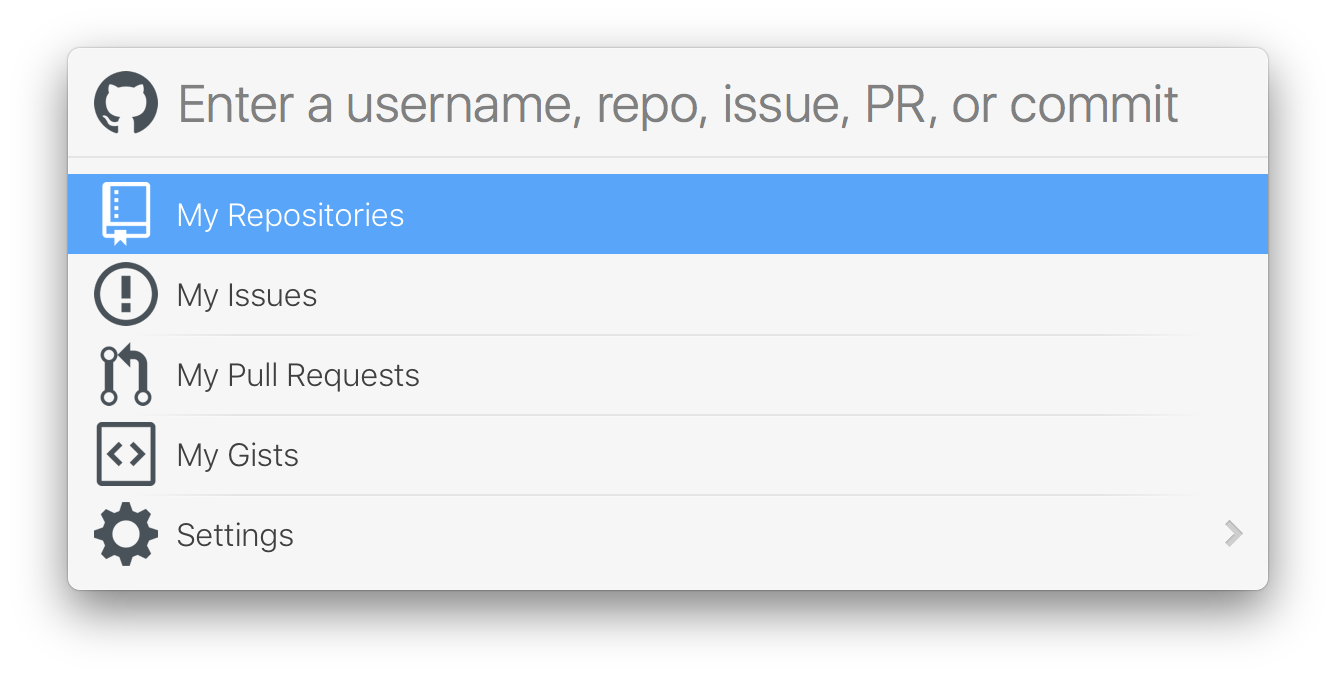 Enter a username, repo, issue, PR, or commit
My Repositories
My Issues
My Pull Requests
My Gists
Settings